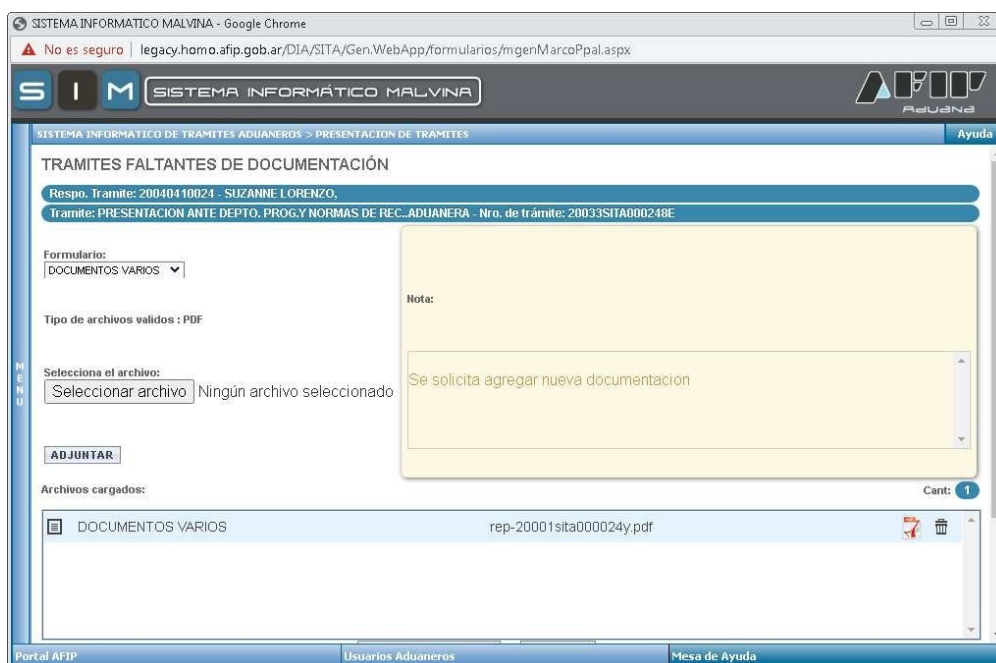 SISTEMA INFORMATICO MALVINA - Google Chrome
No es seguro | legacy.homo.afip.gob.ar/DIA/SITA/Gen.WebApp/formularios/mgenMarcoPpal.aspx
SIM SISTEMA INFORMÁTICO MALVINA
AFIP
ADUANA
SISTEMA INFORMATICO DE TRAMITES ADUANEROS > PRESENTACION DE TRAMITES
Ayuda
TRAMITES FALTANTES DE DOCUMENTACIÓN
Respo. Tramite: 20040410024 - SUZANNE LORENZO,
Tramite: PRESENTACION ANTE DEPTO. PROG.Y NORMAS DE REC..ADUANERA - Nro. de trámite: 20033SITA000248E
Formulario:
DOCUMENTOS VARIOS
Nota:
Tipo de archivos validos : PDF
MENU
Selecciona el archivo:
Seleccionar archivo Ningún archivo seleccionado
Se solicita agregar nueva documentacion
ADJUNTAR
Archivos cargados:
Cant: 1
DOCUMENTOS VARIOS rep-20001sita000024y.pdf
Portal AFIP
Usuarios Aduaneros
Mesa de Ayuda